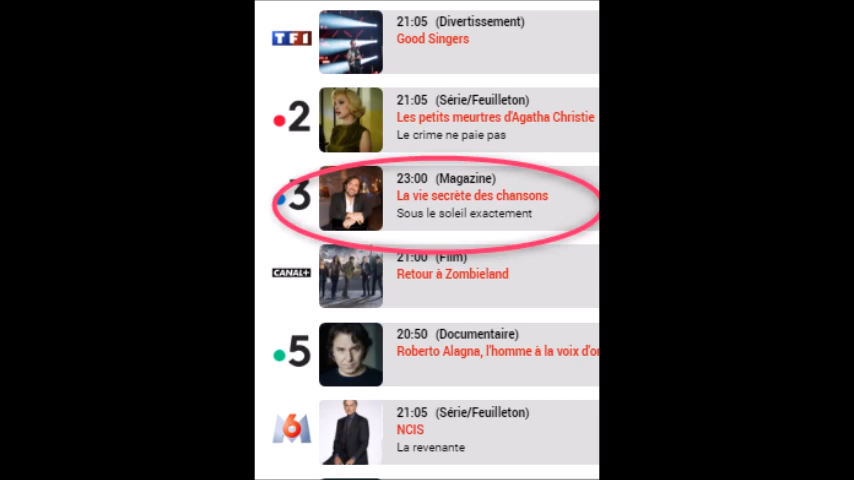 TF1
21:05 (Divertissement)
Good Singers
2
21:05 (Série/Feuilleton)
Les petits meurtres d'Agatha Christie
Le crime ne paie pas
3
23:00 (Magazine)
La vie secrète des chansons
Sous le soleil exactement
CANAL+
21:00 (Film)
Retour à Zombieland
5
20:50 (Documentaire)
Roberto Alagna, l'homme à la voix d'o
M6
21:05 (Série/Feuilleton)
NCIS
La revenante